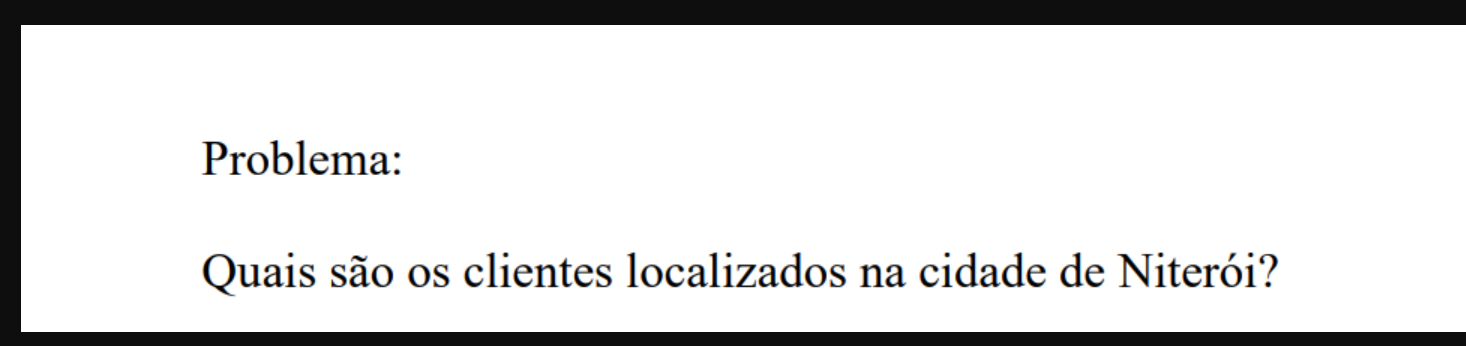 Problema:
Quais são os clientes localizados na cidade de Niterói?